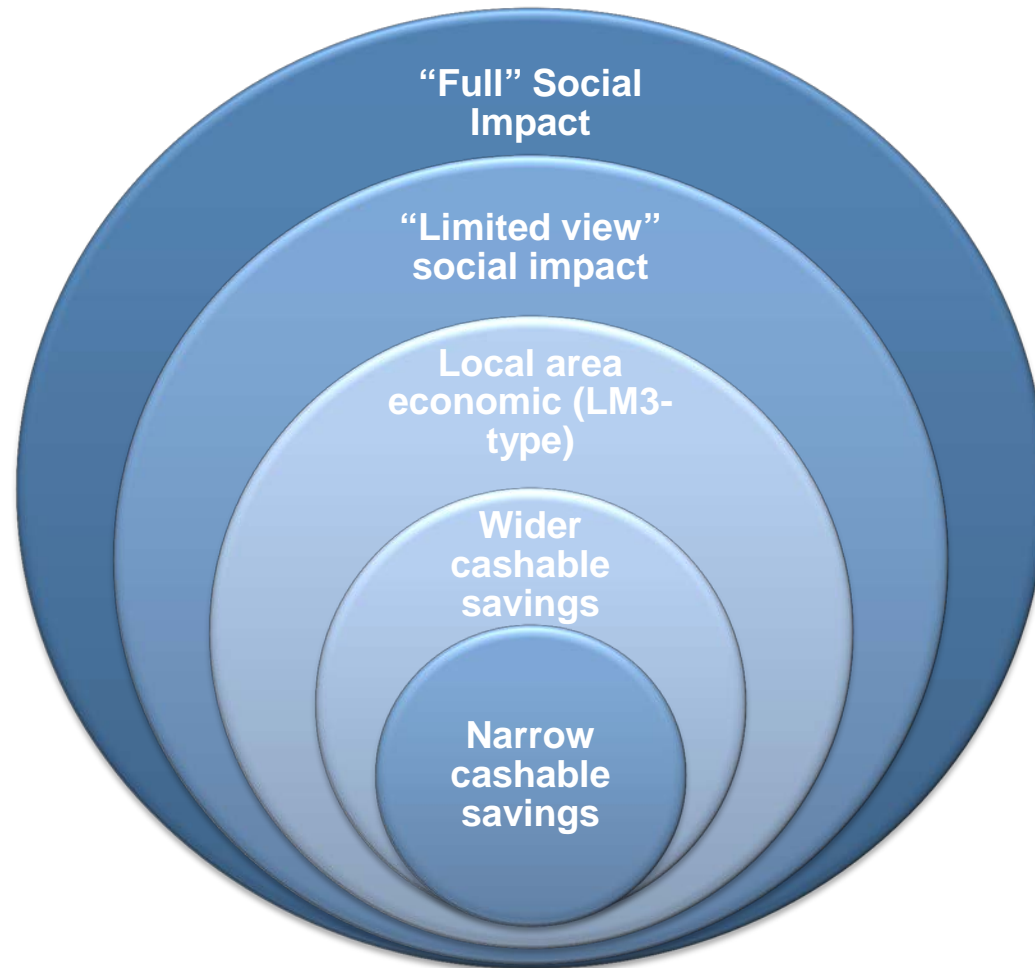 “Full” Social
Impact
“Limited view”
social impact
Local area
economic (LM3-
type)
Wider
cashable
savings
Narrow
cashable
savings